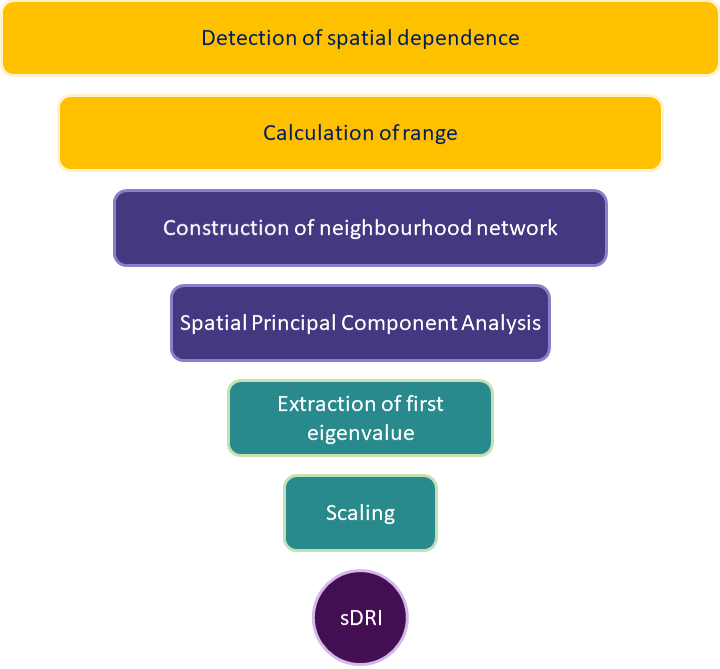 Detection of spatial dependence
Calculation of range
Construction of neighbourhood network
Spatial Principal Component Analysis
Extraction of first
eigenvalue
Scaling
sDRI